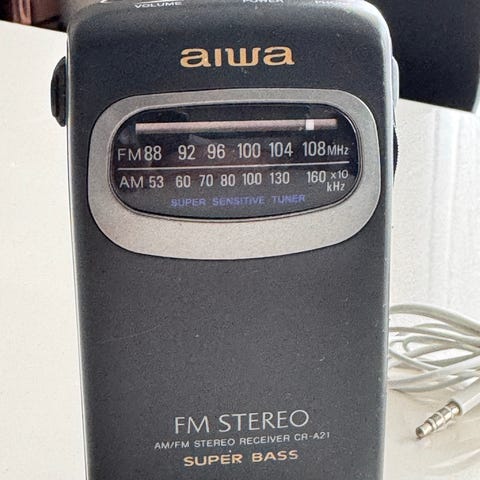 VOLUME POWER
aiwa
FM 88 92 96 100 104 108 MHz
AM 53 60 70 80 100 130 160 x10 kHz
SUPER SENSITIVE TUNER
FM STEREO
AM/FM STEREO RECEIVER CR-A21
SUPER BASS